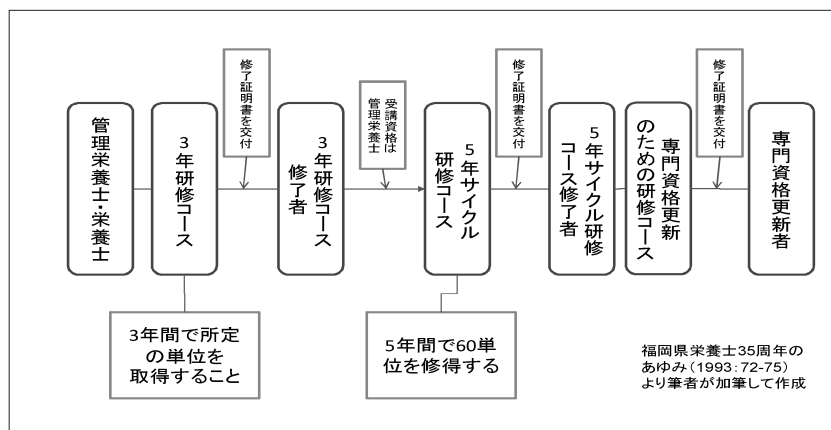 管理栄養士・栄養士
3年研修コース
修了証明書を交付
3年研修コース
修了者
受講資格は
管理栄養士
5年サイクル
研修コース
修了証明書を交付
5年サイクル研修
コース修了者
専門資格更新
のための研修コース
修了証明書を交付
専門資格更新者
3年間で所定
の単位を
取得すること
5年間で60単
位を修得する
福岡県栄養士35周年の
あゆみ(1993:72-75)
より筆者が加筆して作成